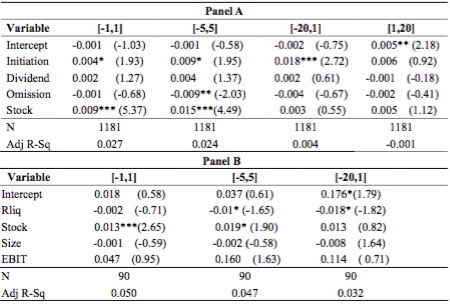 Panel A
Variable [-1,1] [-5,5] [-20,1] [1,20]
Intercept -0.001 (-1.03) -0.001 (-0.58) -0.002 (-0.75) 0.005** (2.18)
Initiation 0.004* (1.93) 0.009* (1.95) 0.018*** (2.72) 0.006 (0.92)
Dividend 0.002 (1.27) 0.004 (1.37) 0.002 (0.61) -0.001 (-0.18)
Omission -0.001 (-0.68) -0.009** (-2.03) -0.004 (-0.67) -0.002 (-0.41)
Stock 0.009*** (5.37) 0.015***(4.49) 0.003 (0.55) 0.005 (1.12)
N 1181 1181 1181 1181
Adj R-Sq 0.027 0.024 0.004 -0.001
Panel B
Variable [-1,1] [-5,5] [-20,1]
Intercept 0.018 (0.58) 0.037 (0.61) 0.176*(1.79)
Rliq -0.002 (-0.71) -0.01* (-1.65) -0.018* (-1.82)
Stock 0.013***(2.65) 0.019* (1.90) 0.013 (0.82)
Size -0.001 (-0.59) -0.002 (-0.58) -0.008 (1.64)
EBIT 0.047 (0.95) 0.160 (1.63) 0.114 ( 0.71)
N 90 90 90
Adj R-Sq 0.050 0.047 0.032